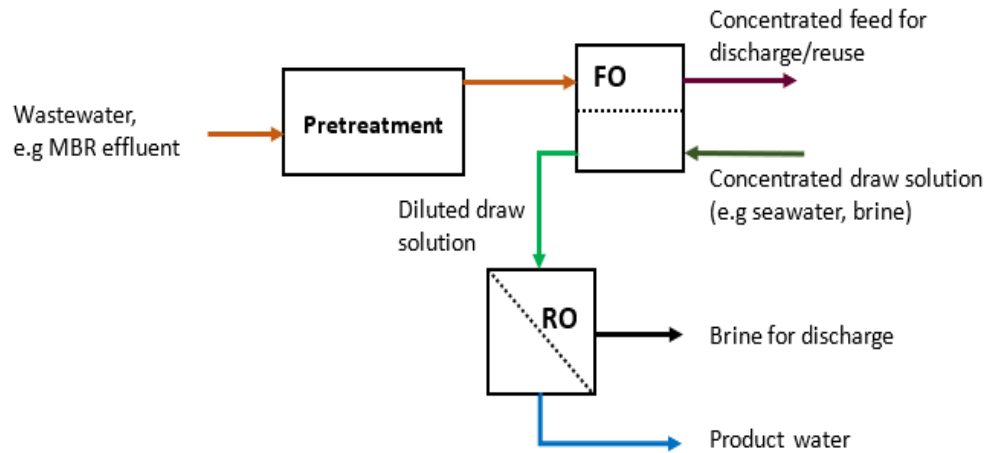 Concentrated feed for
discharge/reuse
FO
Wastewater,
e.g MBR effluent
Pretreatment
Concentrated draw solution
(e.g seawater, brine)
Diluted draw
solution
RO
Brine for discharge
Product water